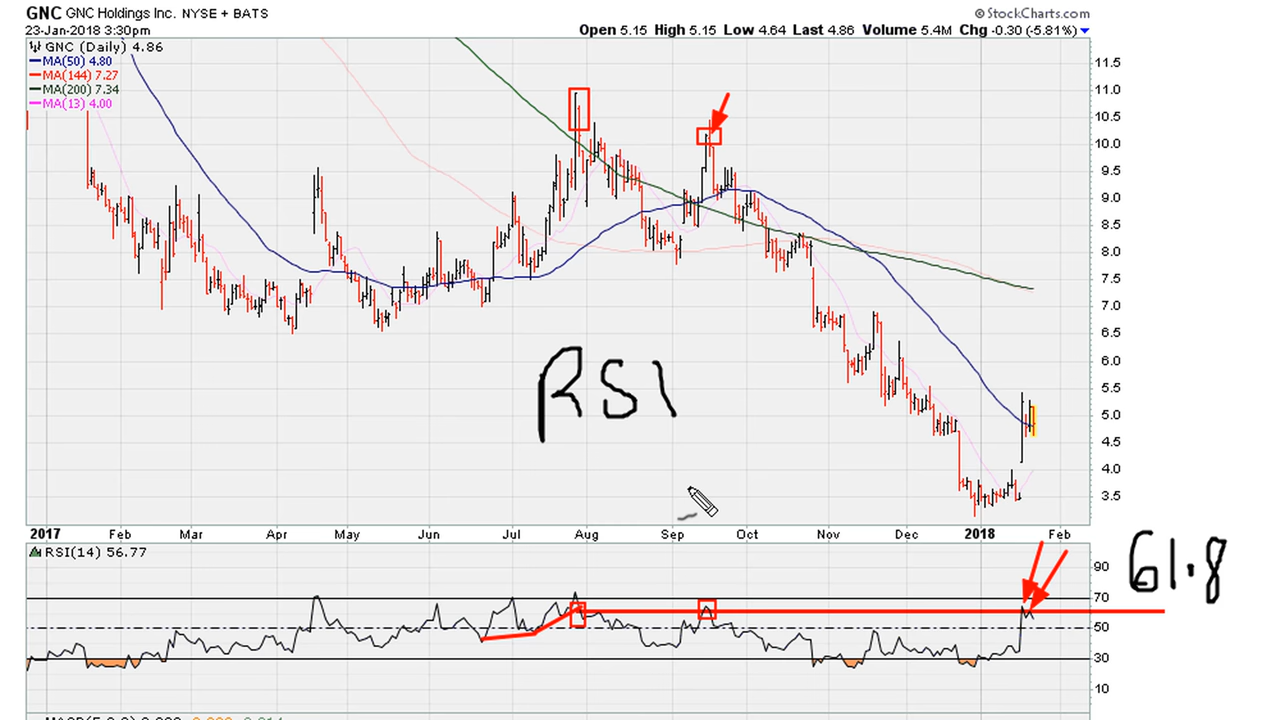 GNC GNC Holdings Inc. NYSE + BATS
© StockCharts.com
23-Jan-2018 3:30pm
Open 5.15 High 5.15 Low 4.64 Last 4.86 Volume 5.4M Chg -0.30 (-5.81%)
GNC (Daily) 4.86
MA(50) 4.80
MA(144) 7.27
MA(200) 7.34
MA(13) 4.00
11.5
11.0
10.5
10.0
9.5
9.0
8.5
8.0
7.5
7.0
6.5
6.0
5.5
5.0
4.5
4.0
3.5
RSI
2017 Feb Mar Apr May Jun Jul Aug Sep Oct Nov Dec 2018 Feb
RSI(14) 56.77
61.8
90
70
50
30
10